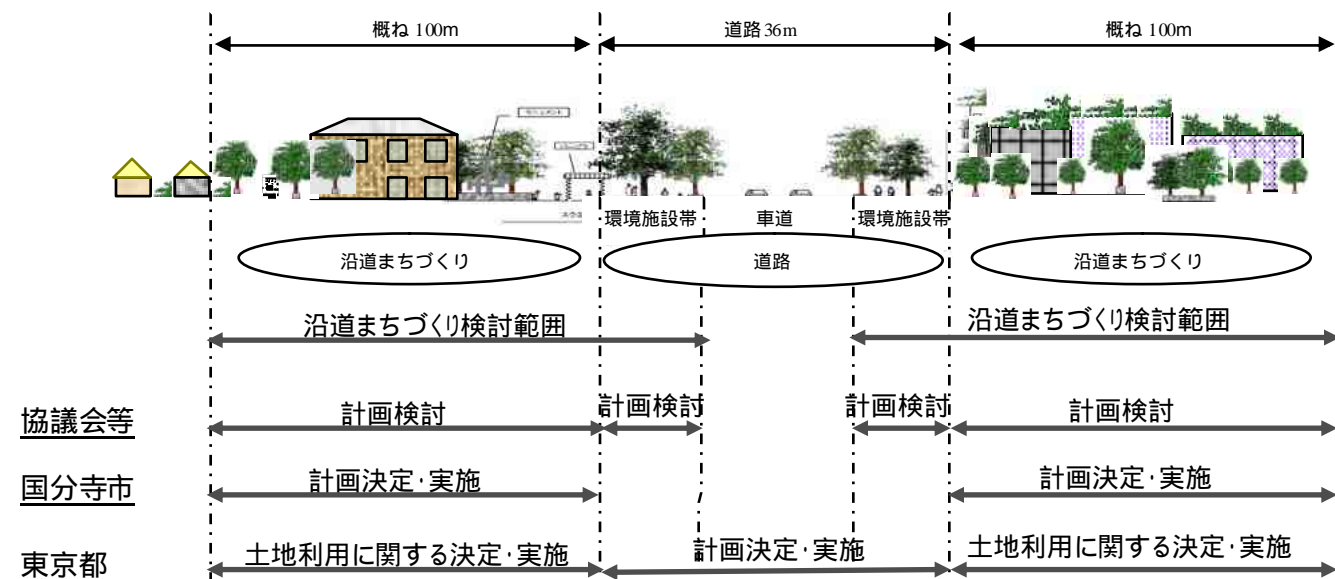 概ね 100m
道路 36m
概ね 100m
環境施設帯
車道
環境施設帯
沿道まちづくり
道路
沿道まちづくり
沿道まちづくり検討範囲
沿道まちづくり検討範囲
協議会等
計画検討
計画検討
計画検討
計画検討
国分寺市
計画決定・実施
計画決定・実施
東京都
土地利用に関する決定・実施
計画決定・実施
土地利用に関する決定・実施